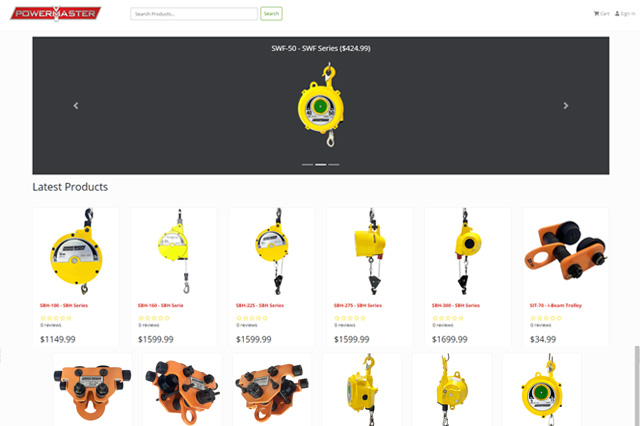 POWERMASTER
Search Products...
Search
Cart
Sign In
SWF-50 - SWF Series ($424.99)
Latest Products
SBH-100 - SBH Series
0 reviews
$1149.99
SBH-160 - SBH Serie
0 reviews
$1599.99
SBH-225 - SBH Series
0 reviews
$1599.99
SBH-275 - SBH Series
0 reviews
$1599.99
SBH-300 - SBH Series
0 reviews
$1699.99
SIT-70 - I-Beam Trolley
0 reviews
$34.99